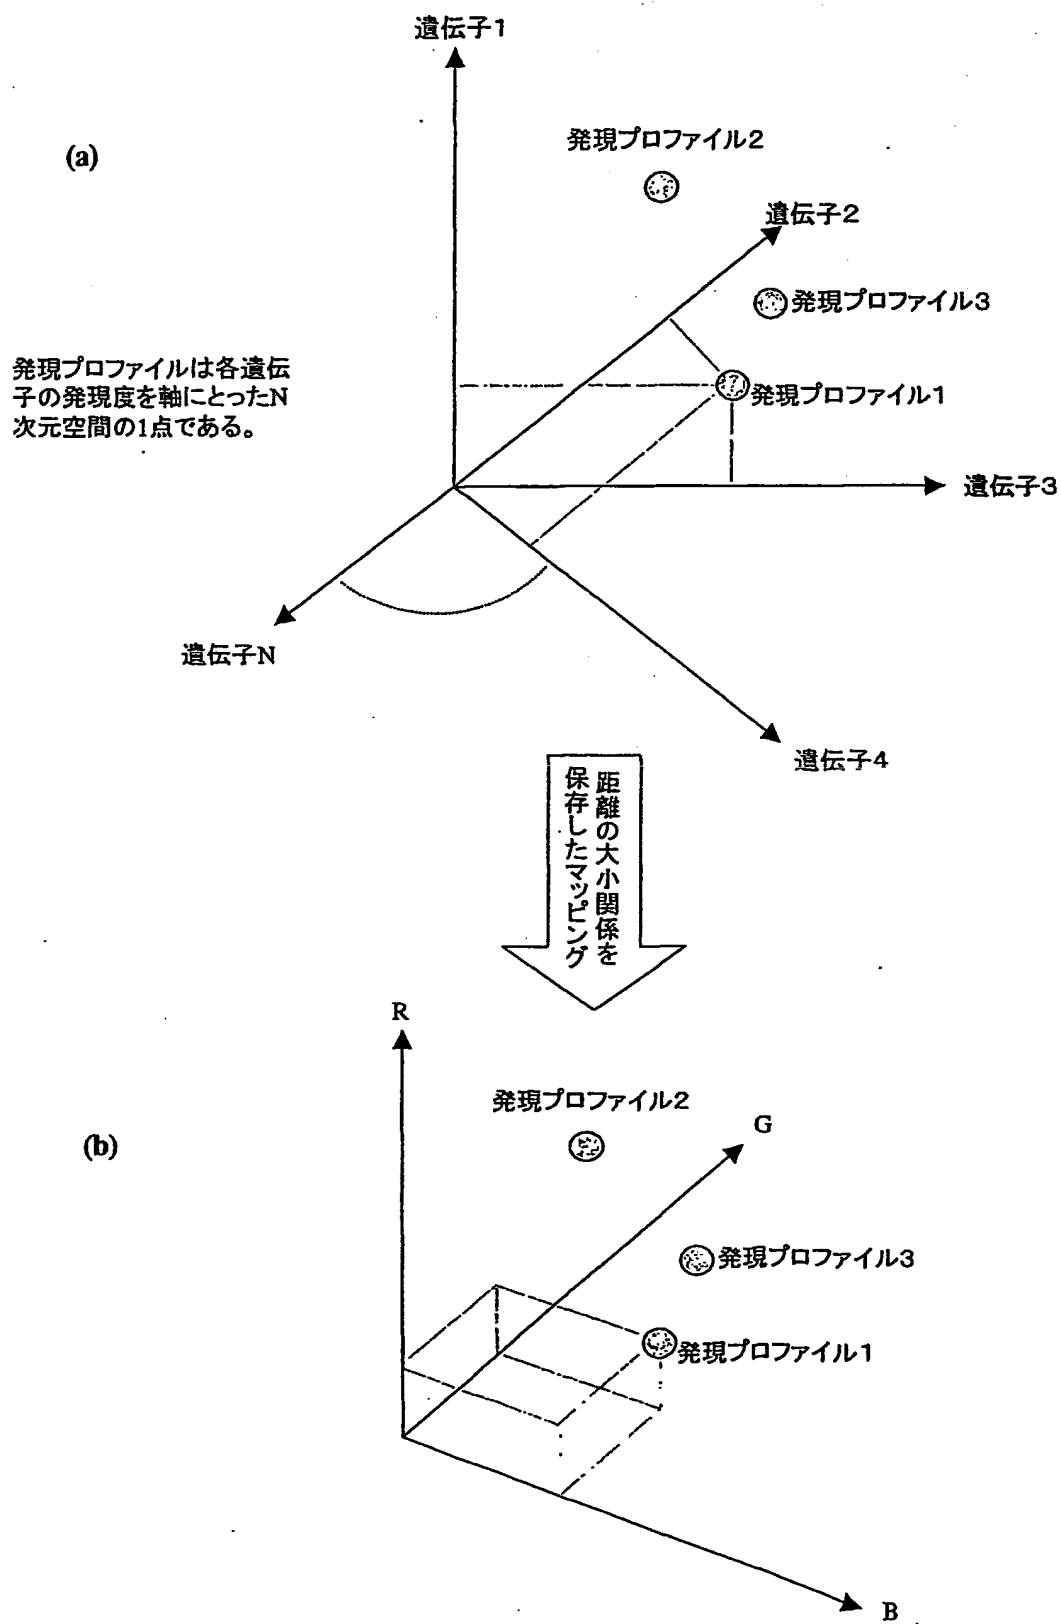 遺伝子1
(a)
発現プロファイル2
遺伝子2
発現プロファイル3
発現プロファイルは各遺伝
子の発現度を軸にとったN
次元空間の1点である。
発現プロファイル1
遺伝子3
遺伝子N
遺伝子4
距離の大小関係を
保存したマッピング
R
発現プロファイル2
G
(b)
発現プロファイル3
発現プロファイル1
B